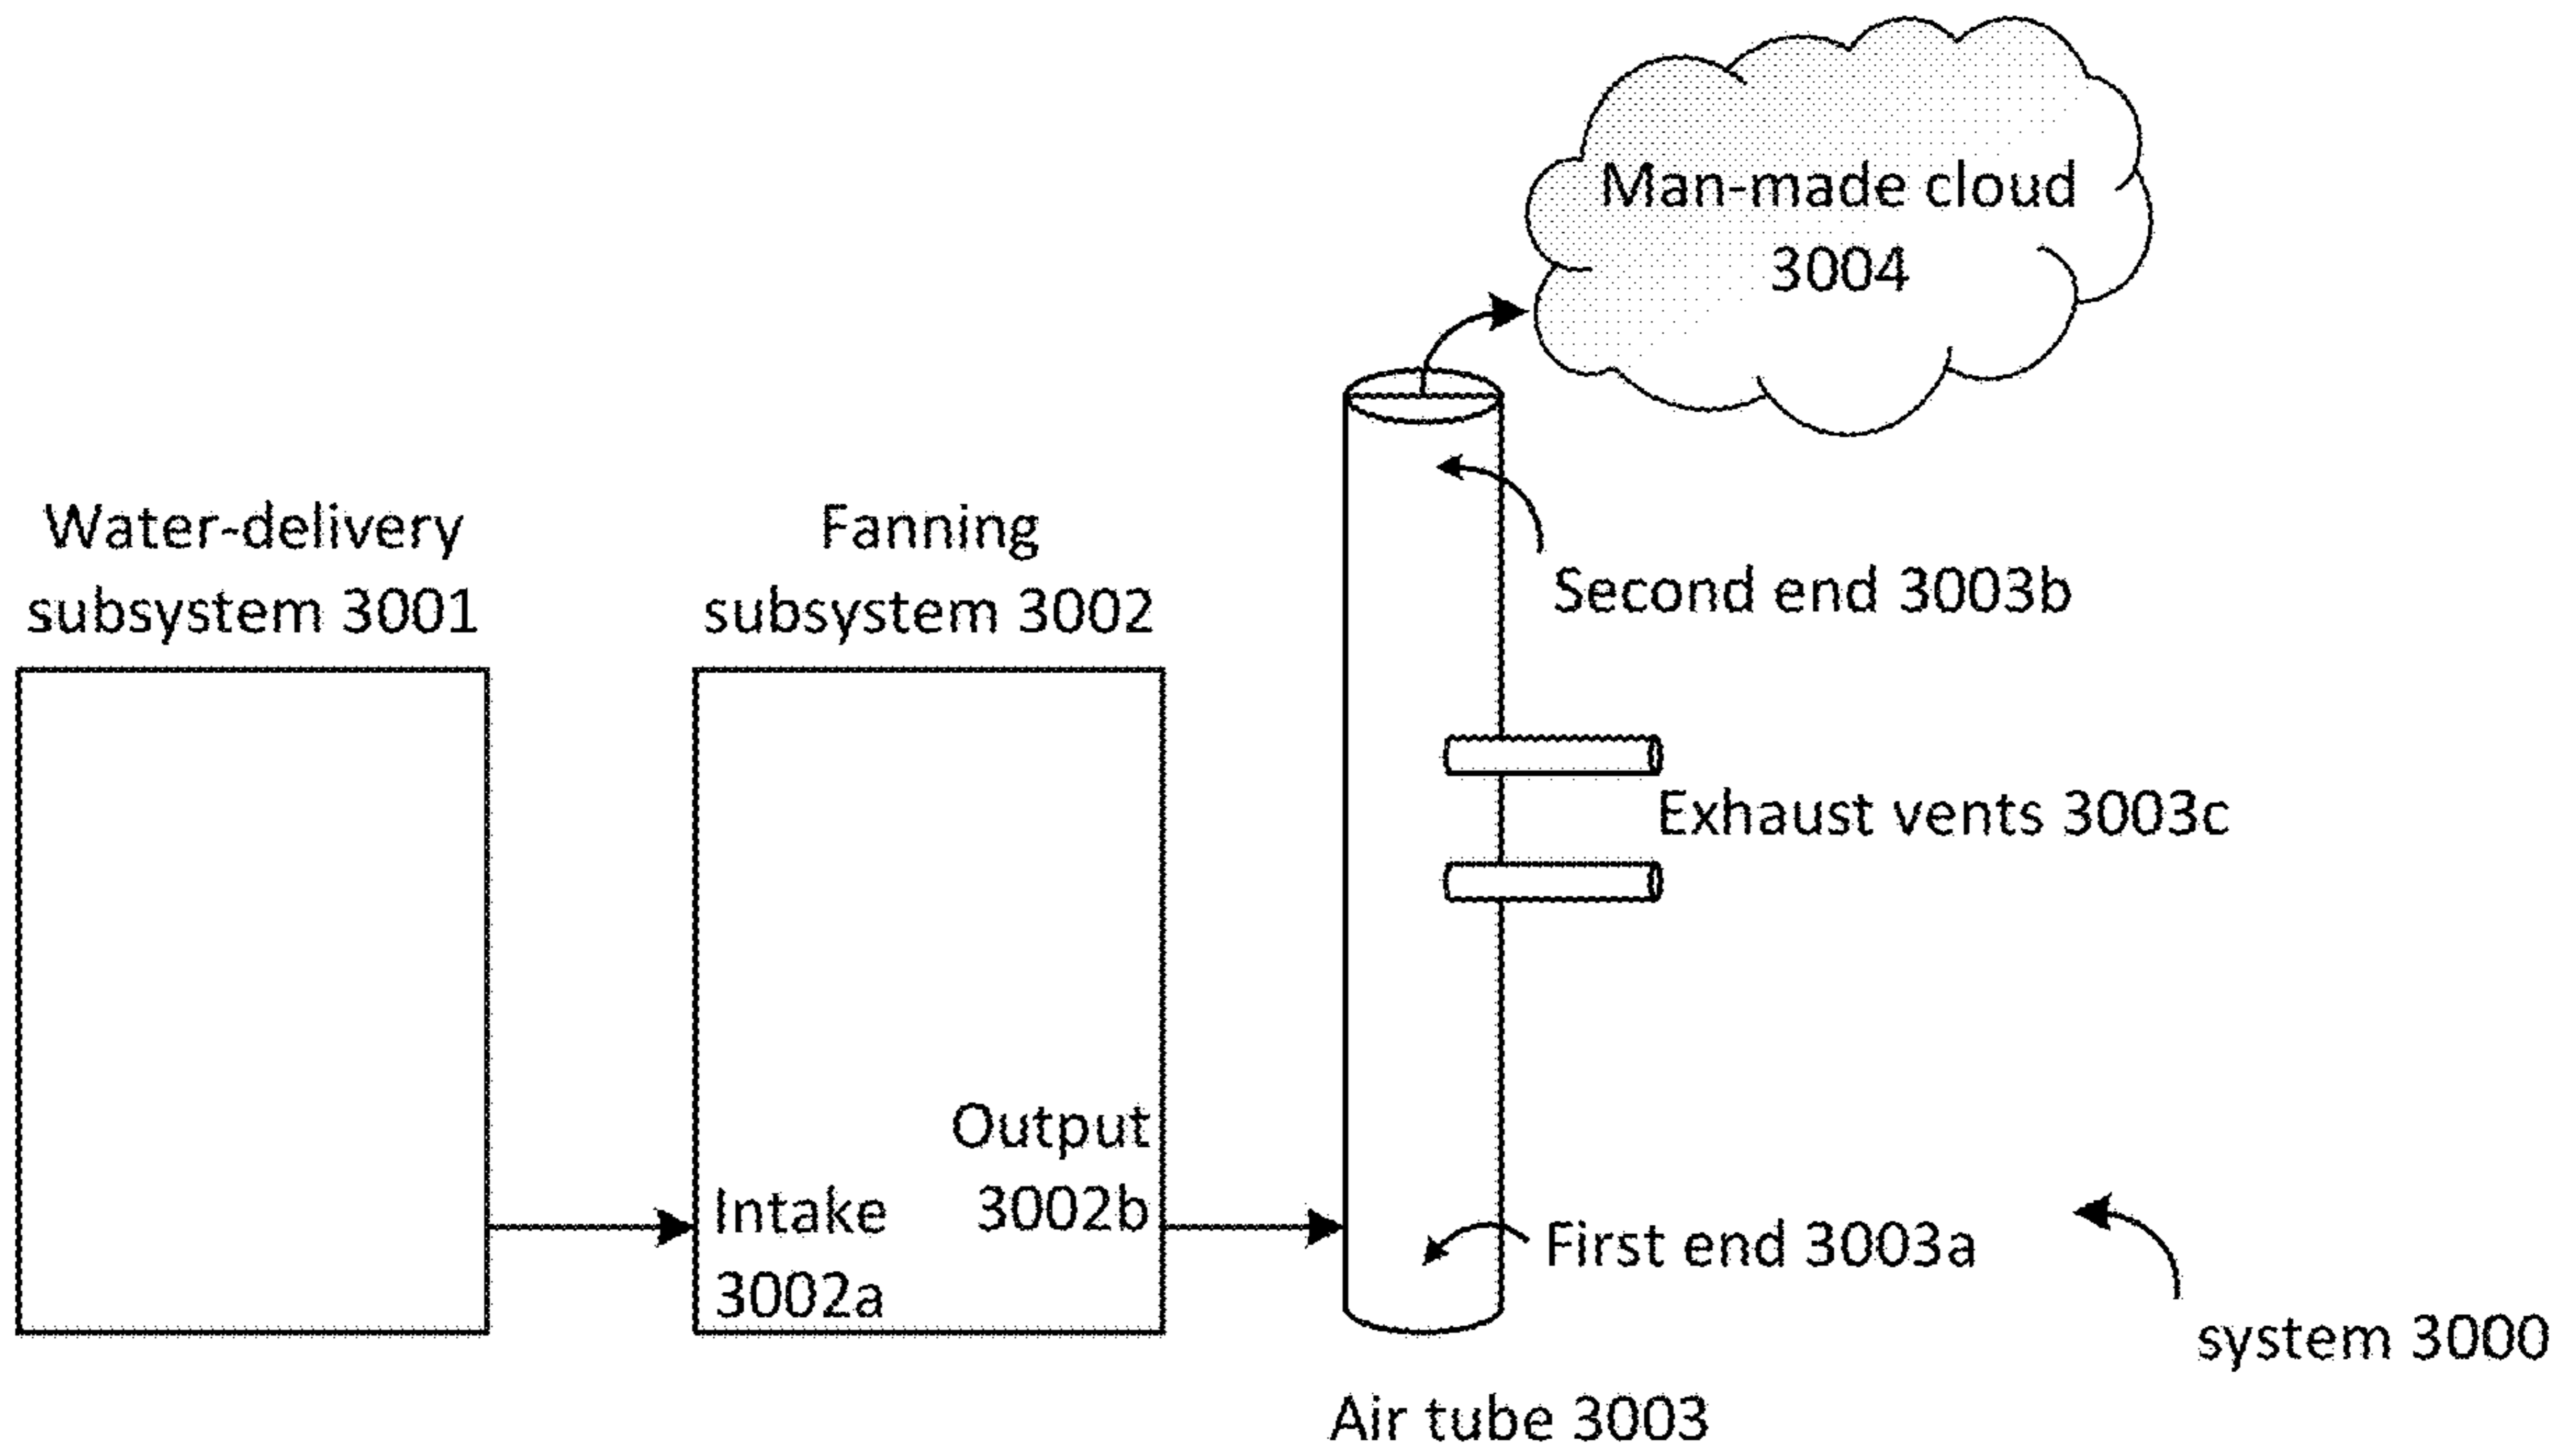 Man-made cloud
3004
Water-delivery
subsystem 3001
Fanning
subsystem 3002
Second end 3003b
Exhaust vents 3003c
Output
3002b
Intake
3002a
First end 3003a
system 3000
Air tube 3003